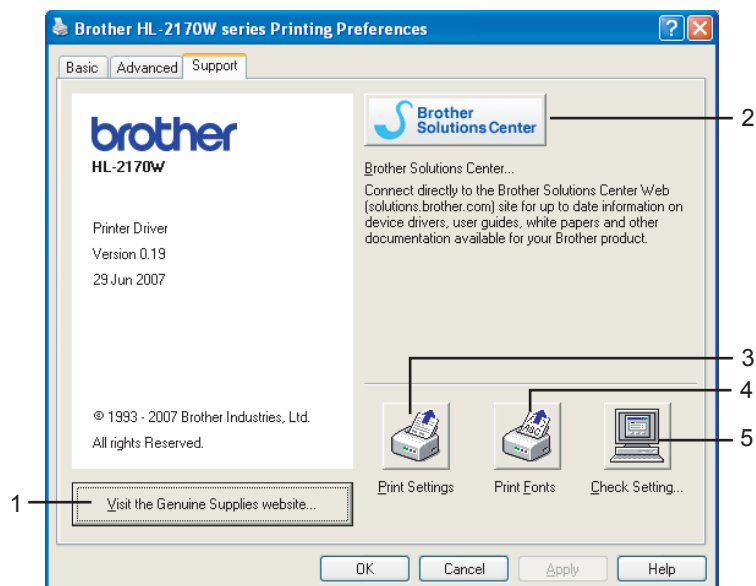 Brother HL-2170W series Printing Preferences
Basic Advanced Support
brother
HL-2170W
Printer Driver
Version 0.19
29 Jun 2007
© 1993 - 2007 Brother Industries, Ltd.
All rights Reserved.
1
Visit the Genuine Supplies website...
Brother
Solutions Center
2
Brother Solutions Center...
Connect directly to the Brother Solutions Center Web
(solutions.brother.com) site for up to date information on
device drivers, user guides, white papers and other
documentation available for your Brother product.
3
4
ABC
5
Print Settings Print Fonts Check Setting...
OK Cancel Apply Help